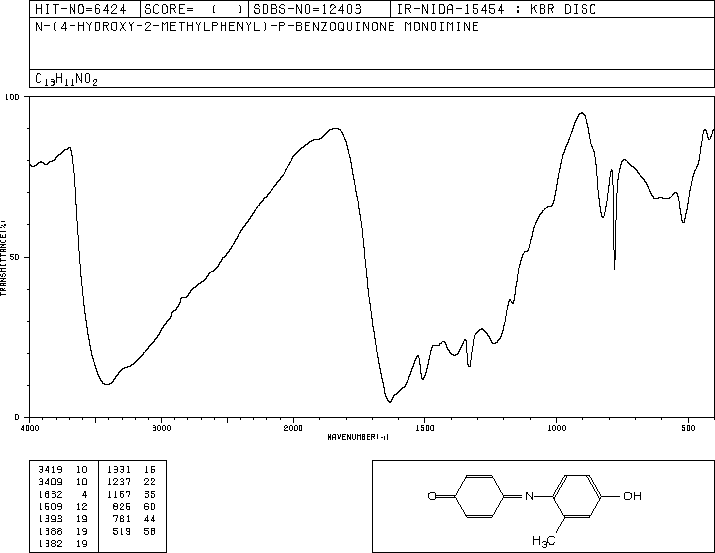 HIT-NO=6424 SCORE= ( ) SDBS-NO=12403 IR-NIDA-15454 : KBR DISC
N-(4-HYDROXY-2-METHYLPHENYL)-P-BENZOQUINONE MONOIMINE
C13H11NO2
100
50
0
TRANSMITTANCE(%)
4000 3000 2000 1500 1000 500
WAVENUMBER(-1)
3419 10 1331 16
3409 10 1237 22
1632 4 1167 35
1509 12 826 60
1393 19 781 44
1388 19 519 58
1382 19
O N OH
H3C